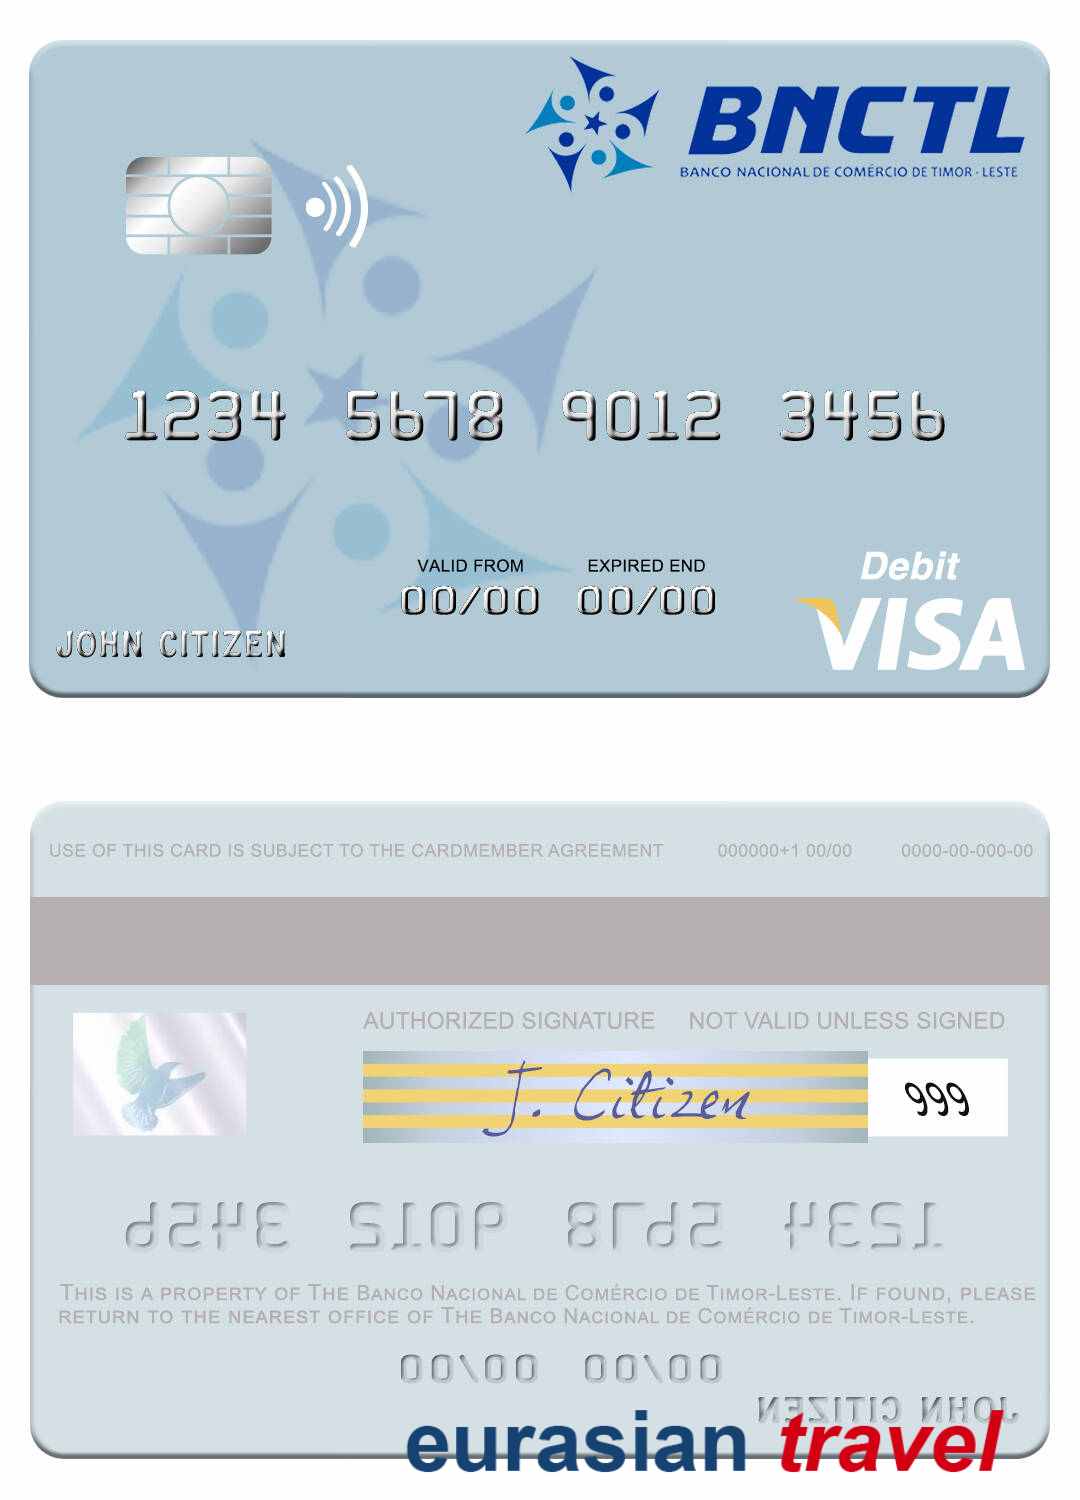 BNCTL
BANCO NACIONAL DE COMÉRCIO DE TIMOR - LESTE
1234 5678 9012 3456
VALID FROM EXPIRED END
00/00 00/00
JOHN CITIZEN
Debit
VISA
USE OF THIS CARD IS SUBJECT TO THE CARDMEMBER AGREEMENT 000000+1 00/00 0000-00-000-00
AUTHORIZED SIGNATURE NOT VALID UNLESS SIGNED
J. Citizen 999
1234 5678 9012 3456
THIS IS A PROPERTY OF THE BANCO NACIONAL DE COMÉRCIO DE TIMOR-LESTE. IF FOUND, PLEASE
RETURN TO THE NEAREST OFFICE OF THE BANCO NACIONAL DE COMÉRCIO DE TIMOR-LESTE.
00/00 00/00
JOHN CITIZEN
eurasian travel